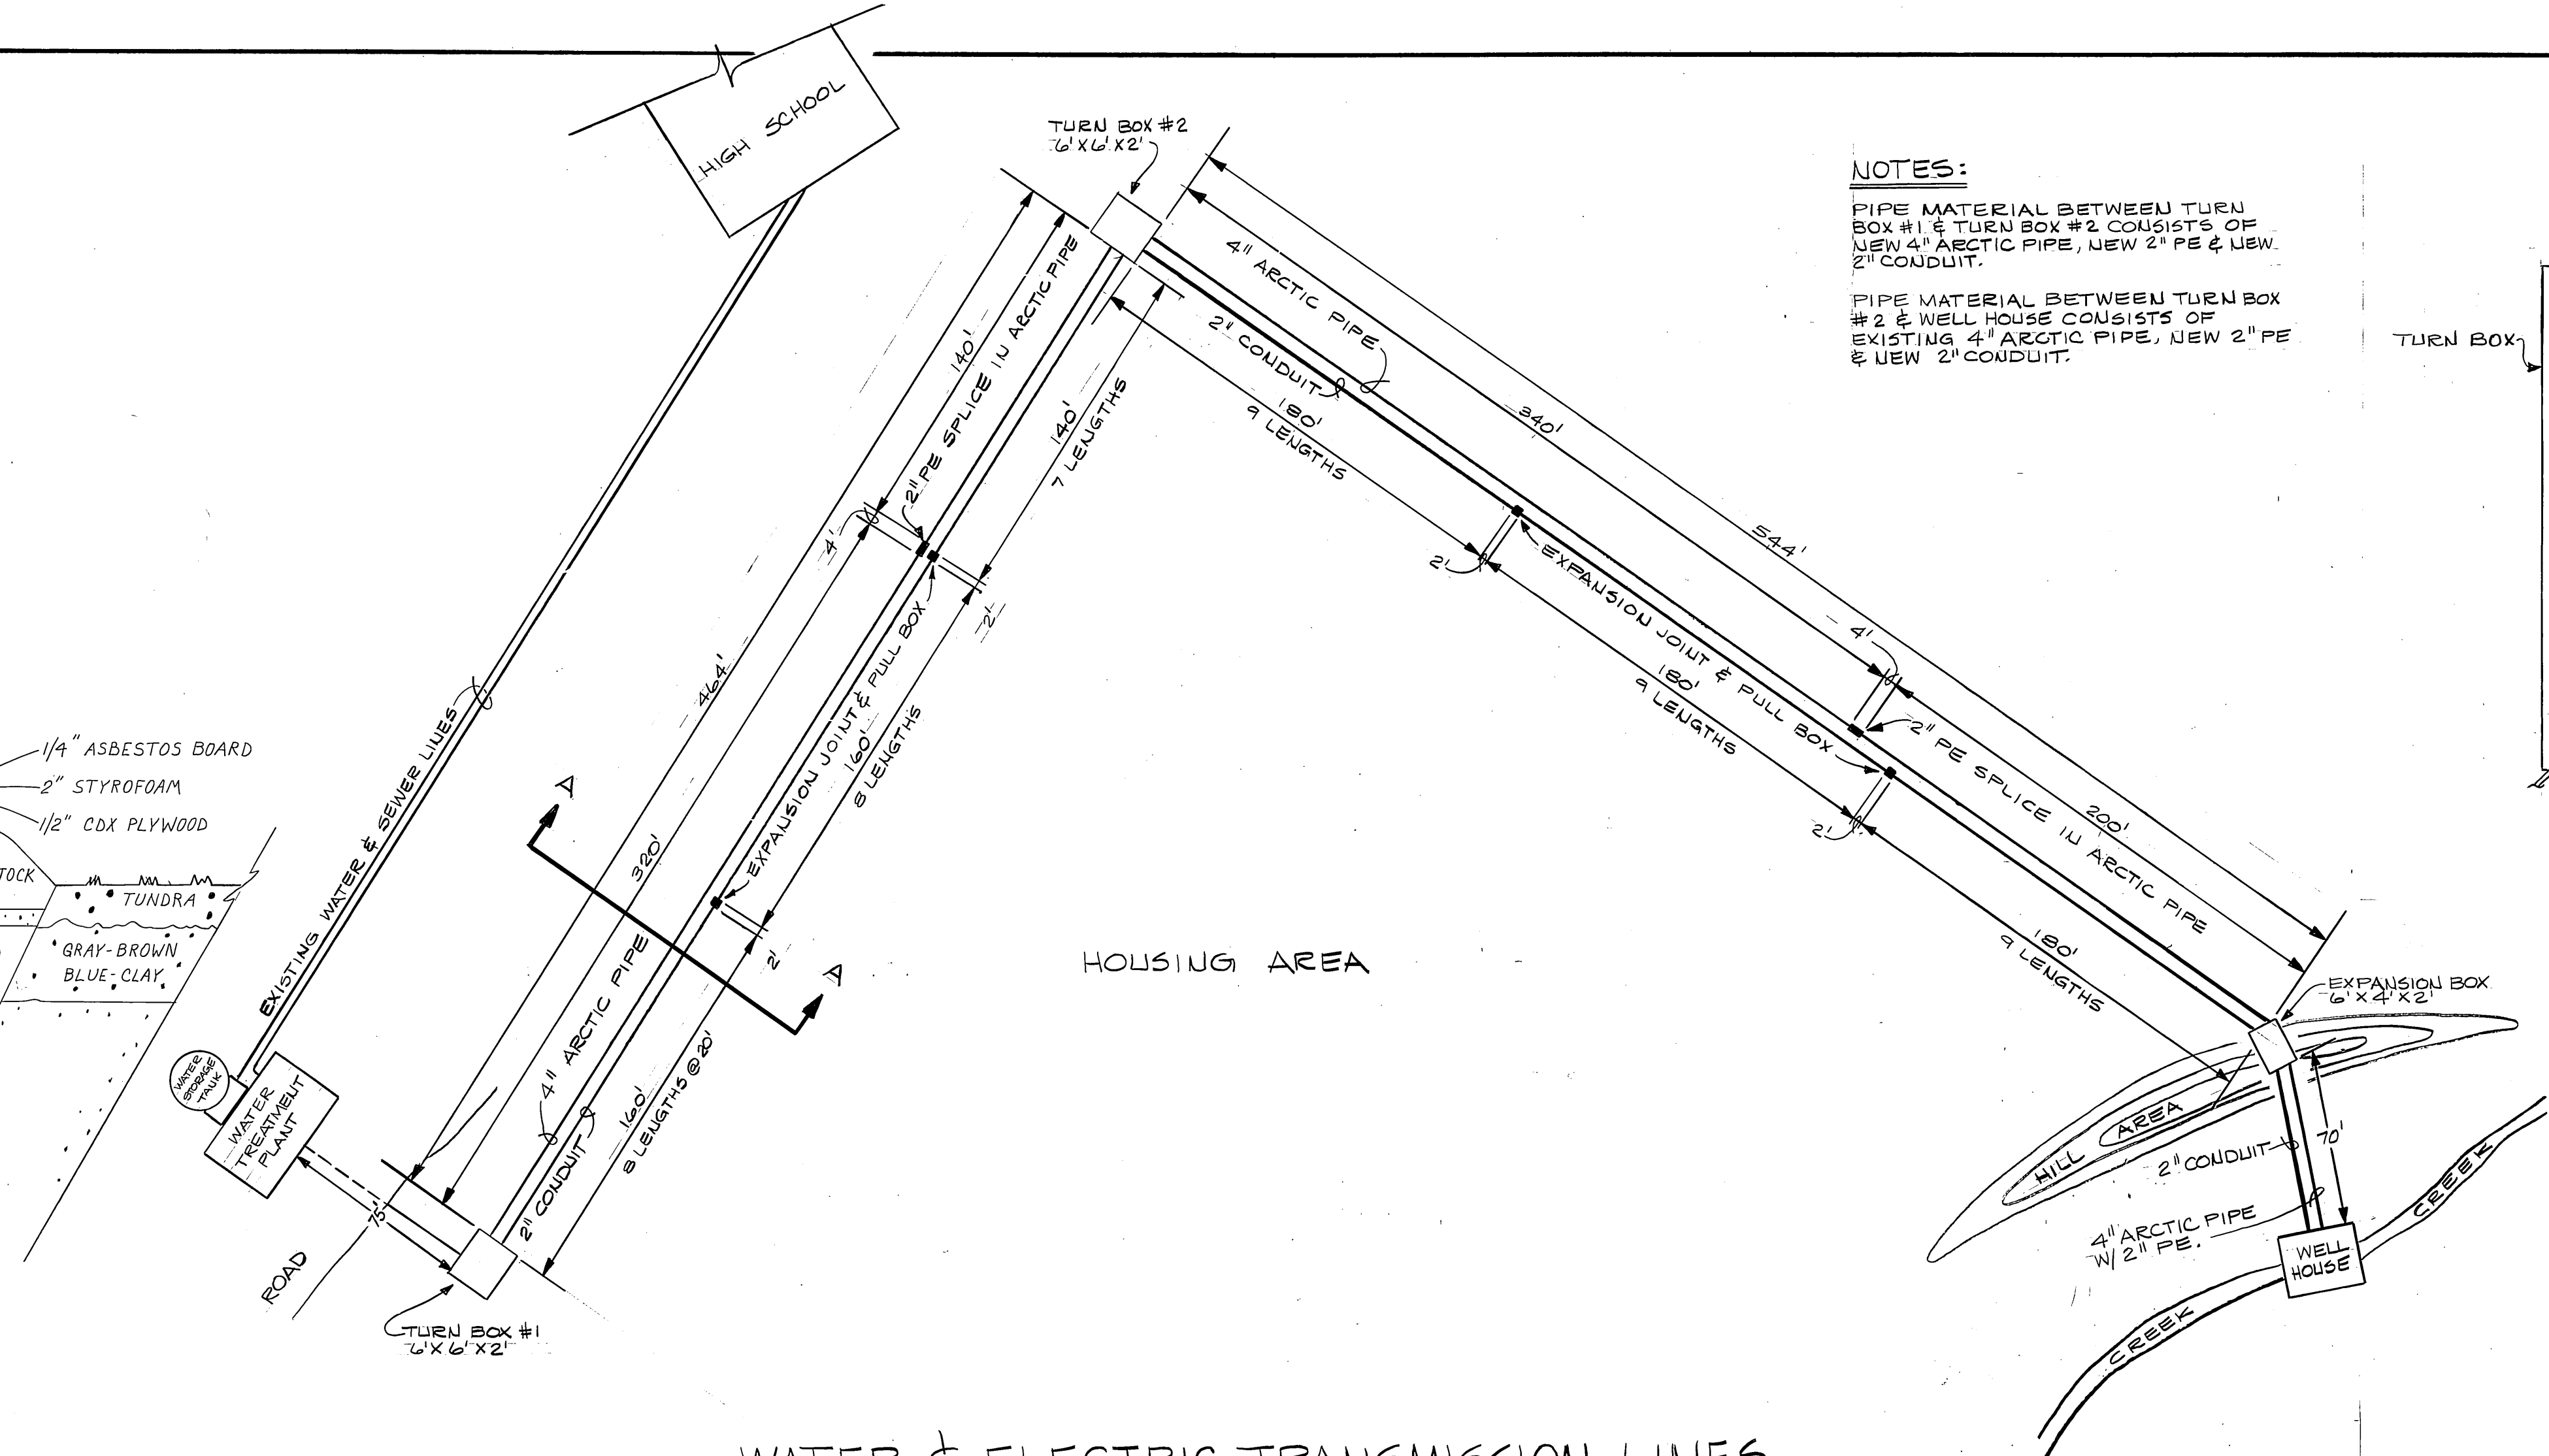 HIGH SCHOOL
TURN BOX #2
6'X6'X2'
NOTES:
PIPE MATERIAL BETWEEN TURN
BOX #1 & TURN BOX #2 CONSISTS OF
NEW 4" ARCTIC PIPE, NEW 2" PE & NEW
2" CONDUIT.
PIPE MATERIAL BETWEEN TURN BOX
#2 & WELL HOUSE CONSISTS OF
EXISTING 4" ARCTIC PIPE, NEW 2" PE
& NEW 2" CONDUIT.
TURN BOX
4" ARCTIC PIPE
2" CONDUIT
180'
9 LENGTHS
340'
544'
2'
EXPANSION JOINT & PULL BOX
4'
180'
9 LENGTHS
2'
2" PE SPLICE IN ARCTIC PIPE
200'
180'
9 LENGTHS
140'
2" PE SPLICE IN ARCTIC PIPE
140'
7 LENGTHS
4'
2'
464'
EXPANSION JOINT & PULL BOX
160'
8 LENGTHS
320'
A
A
2'
4" ARCTIC PIPE
2" CONDUIT
160'
8 LENGTHS @ 20'
EXISTING WATER & SEWER LINES
1/4" ASBESTOS BOARD
2" STYROFOAM
1/2" CDX PLYWOOD
TOCK
TUNDRA
GRAY-BROWN
BLUE-CLAY
HOUSING AREA
WATER
STORAGE
TANK
WATER
TREATMENT
PLANT
75'
ROAD
TURN BOX #1
6'X6'X2'
EXPANSION BOX
6'X4'X2'
HILL AREA
70'
2" CONDUIT
4" ARCTIC PIPE
W/2" PE.
WELL
HOUSE
CREEK
CREEK
WATER & ELECTRIC TRANSMISSION LINES